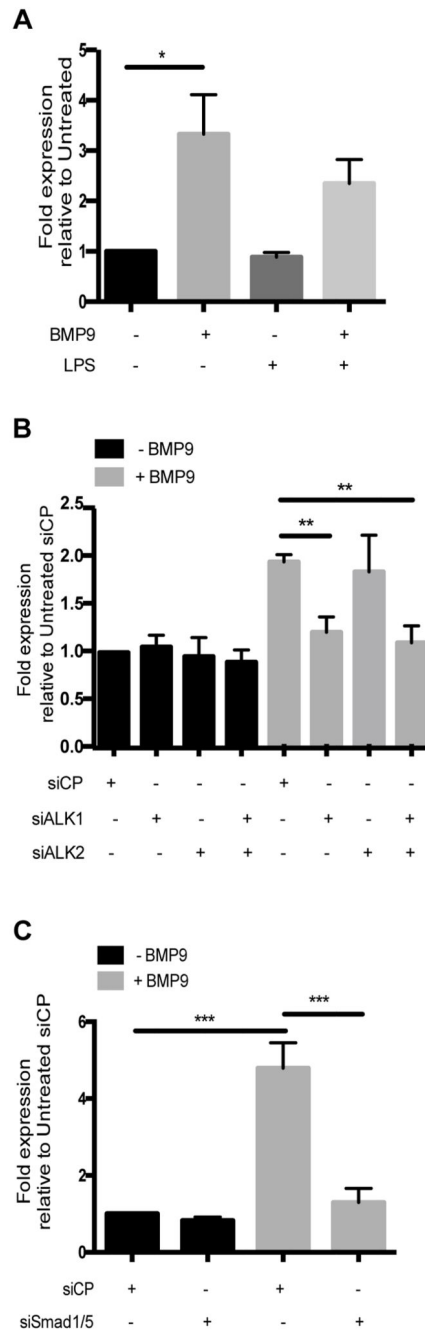 A
Fold expression
relative to Untreated
5
4
3
2
1
0
*
BMP9 - + - +
LPS - - + +
B
- BMP9
+ BMP9
Fold expression
relative to Untreated siCP
2.5
2.0
1.5
1.0
0.5
0.0
**
**
siCP + - - - + - - -
siALK1 - + - + - + - +
siALK2 - - + + - - + +
C
- BMP9
+ BMP9
Fold expression
relative to Untreated siCP
6
4
2
0
***
***
siCP + - + -
siSmad1/5 - + - +